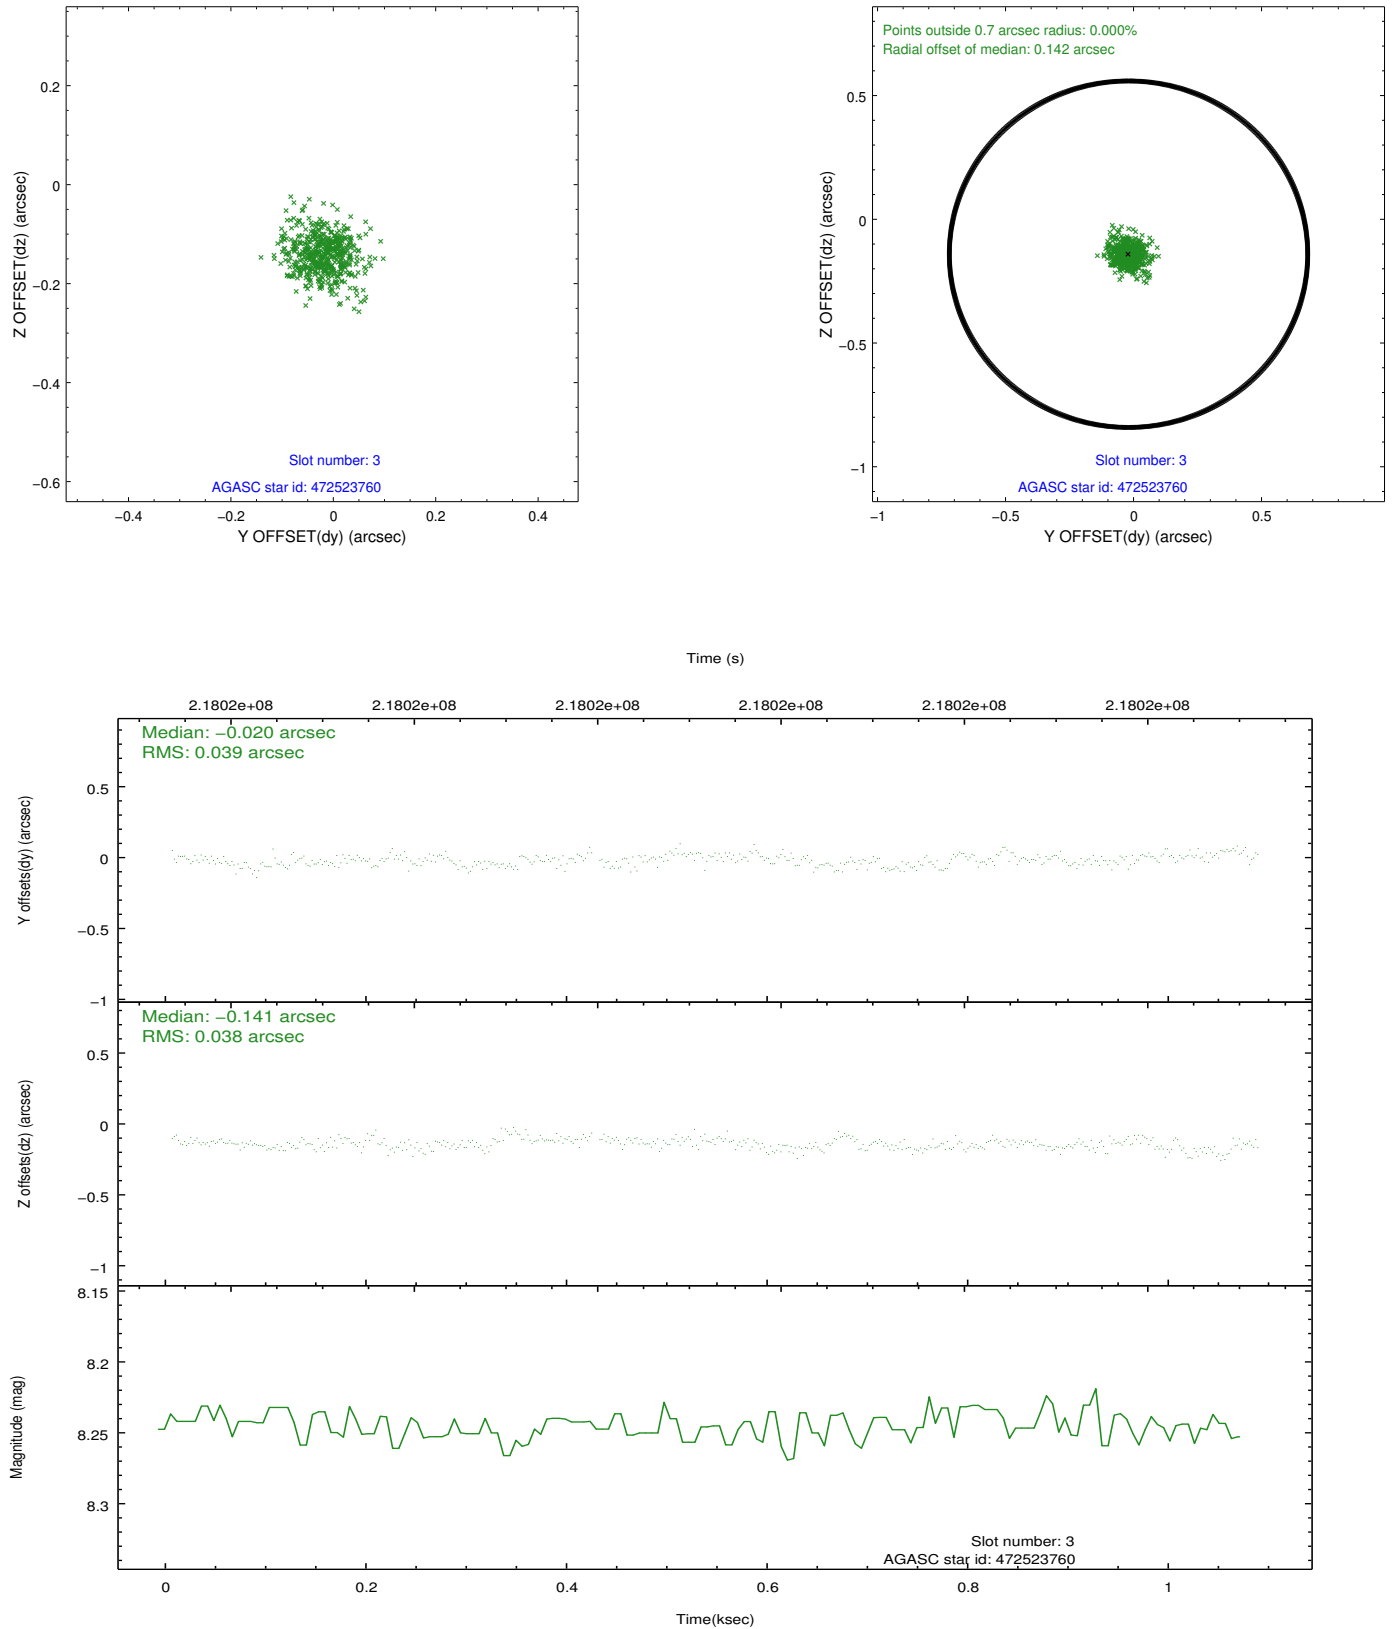 0.2
0
−0.2
−0.4
−0.6
Z OFFSET(dz) (arcsec)
Slot number: 3
AGASC star id: 472523760
−0.4
−0.2
0
0.2
0.4
Y OFFSET(dy) (arcsec)
Points outside 0.7 arcsec radius: 0.000%
Radial offset of median: 0.142 arcsec
0.5
0
−0.5
−1
Z OFFSET(dz) (arcsec)
Slot number: 3
AGASC star id: 472523760
−1
−0.5
0
0.5
Y OFFSET(dy) (arcsec)
Time (s)
2.1802e+08
2.1802e+08
2.1802e+08
2.1802e+08
2.1802e+08
2.1802e+08
Median: −0.020 arcsec
RMS: 0.039 arcsec
0.5
0
−0.5
−1
Y offsets(dy) (arcsec)
Median: −0.141 arcsec
RMS: 0.038 arcsec
0.5
0
−0.5
−1
Z offsets(dz) (arcsec)
8.15
8.2
8.25
8.3
Magnitude (mag)
Slot number: 3
AGASC star id: 472523760
0
0.2
0.4
0.6
0.8
1
Time(ksec)